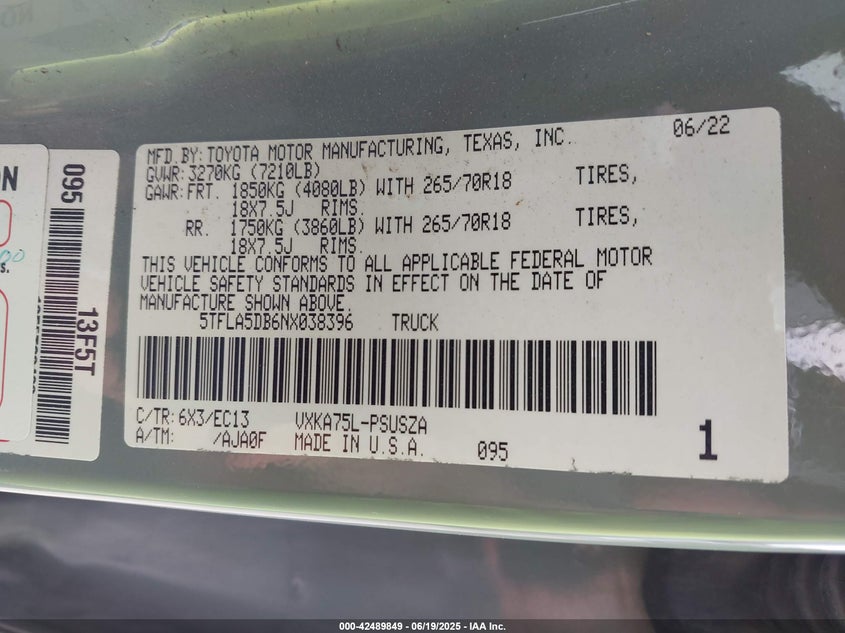 ON
s.
095
13F5T
06/22
MFD.BY: TOYOTA MOTOR MANUFACTURING, TEXAS, INC.
GVWR: 3270KG (7210LB)
GAWR: FRT. 1850KG (4080LB) WITH 265/70R18 TIRES,
18X7.5J RIMS.
RR. 1750KG (3860LB) WITH 265/70R18 TIRES,
18X7.5J RIMS.
THIS VEHICLE CONFORMS TO ALL APPLICABLE FEDERAL MOTOR
VEHICLE SAFETY STANDARDS IN EFFECT ON THE DATE OF
MANUFACTURE SHOWN ABOVE.
5TFLA5DB6NX038396 TRUCK
C/TR: 6X3/EC13 VXKA75L-PSUSZA
A/TM: /AJA0F MADE IN U.S.A. 095 1
000-42489849 - 06/19/2025 - IAA Inc.